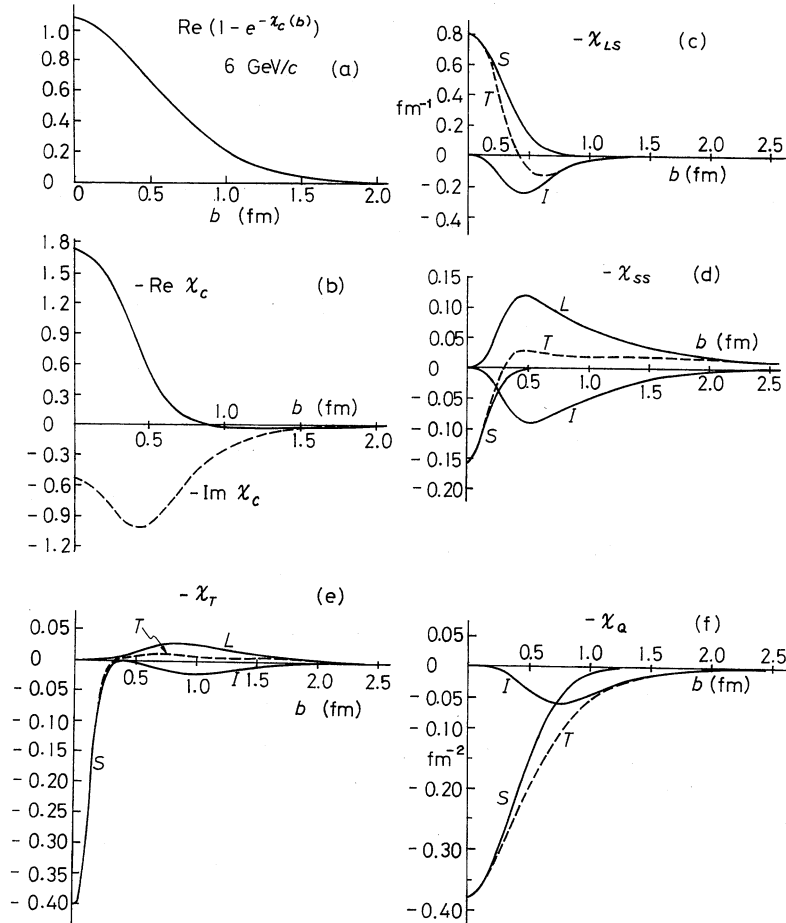 Re (1 - e^{-χ_c(b)})
6 GeV/c (a)
1.0
0.8
0.6
0.4
0.2
0
0 0.5 1.0 1.5 2.0
b (fm)
- χ_LS (c)
0.8
0.6
0.4
0.2
0
- 0.2
- 0.4
fm⁻¹
S
T
I
0.5 1.0 1.5 2.0 2.5
b (fm)
- Re χ_c (b)
1.8
1.5
1.2
0.9
0.6
0.3
0
- 0.3
- 0.6
- 0.9
- 1.2
0.5 1.0 1.5 2.0
b (fm)
- Im χ_c
- χ_SS (d)
0.15
0.10
0.05
0
- 0.05
- 0.10
- 0.15
- 0.20
L
T
S
I
b (fm)
0.5 1.0 1.5 2.0 2.5
- χ_T (e)
0.05
0
- 0.05
- 0.10
- 0.15
- 0.20
- 0.25
- 0.30
- 0.35
- 0.40
T
L
I
S
0.5 1.0 1.5 2.0 2.5
b (fm)
- χ_Q (f)
0.05
0
- 0.05
- 0.10
fm⁻²
- 0.20
- 0.30
- 0.40
I
T
S
0.5 1.0 1.5 2.0 2.5
b (fm)